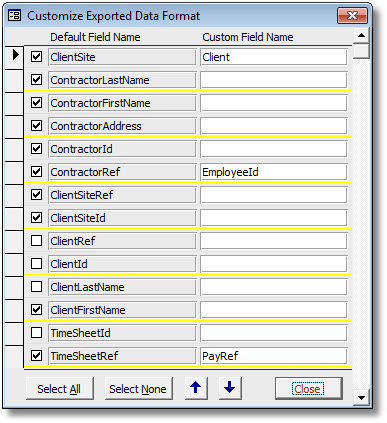 Customize Exported Data Format
Default Field Name Custom Field Name
ClientSite Client
ContractorLastName
ContractorFirstName
ContractorAddress
ContractorId
ContractorRef EmployeeId
ClientSiteRef
ClientSiteId
ClientRef
ClientId
ClientLastName
ClientFirstName
TimeSheetId
TimeSheetRef PayRef
Select All Select None Close